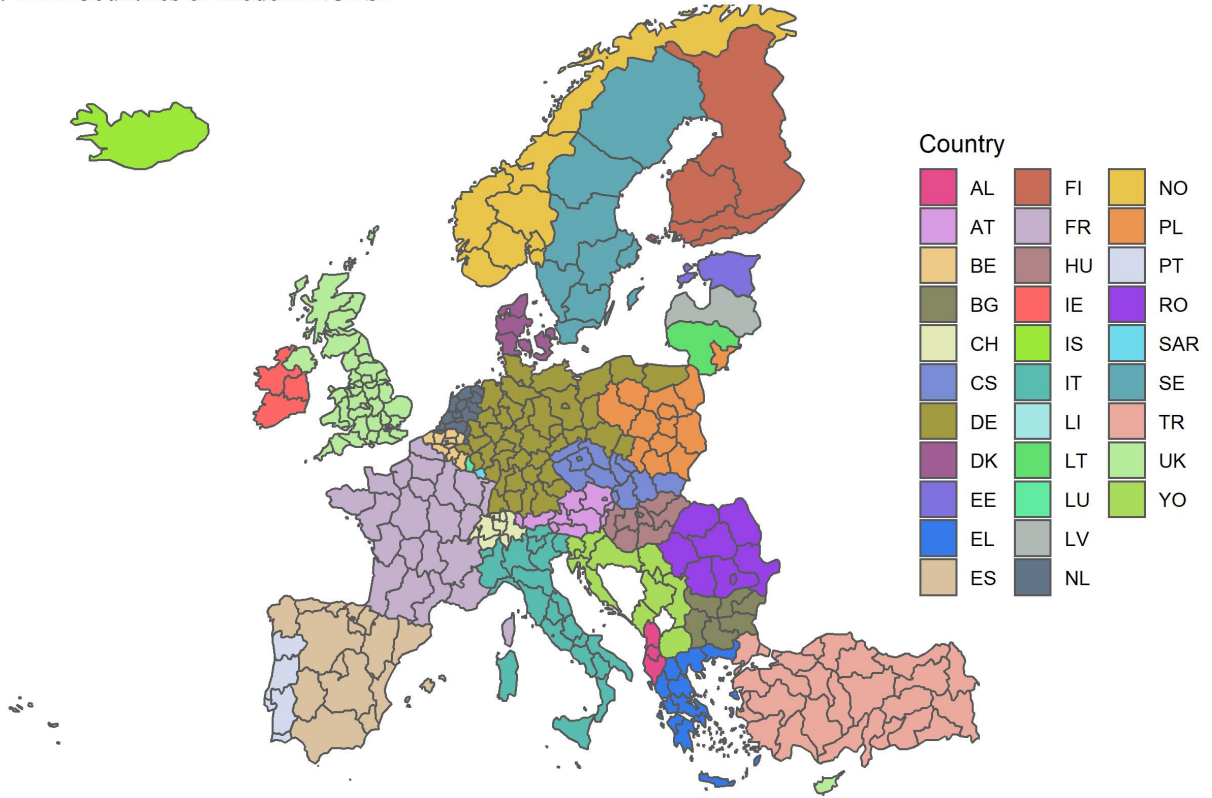 Country
AL FI NO
AT FR PL
BE HU PT
BG IE RO
CH IS SAR
CS IT SE
DE LI TR
DK LT UK
EE LU YO
EL LV
ES NL